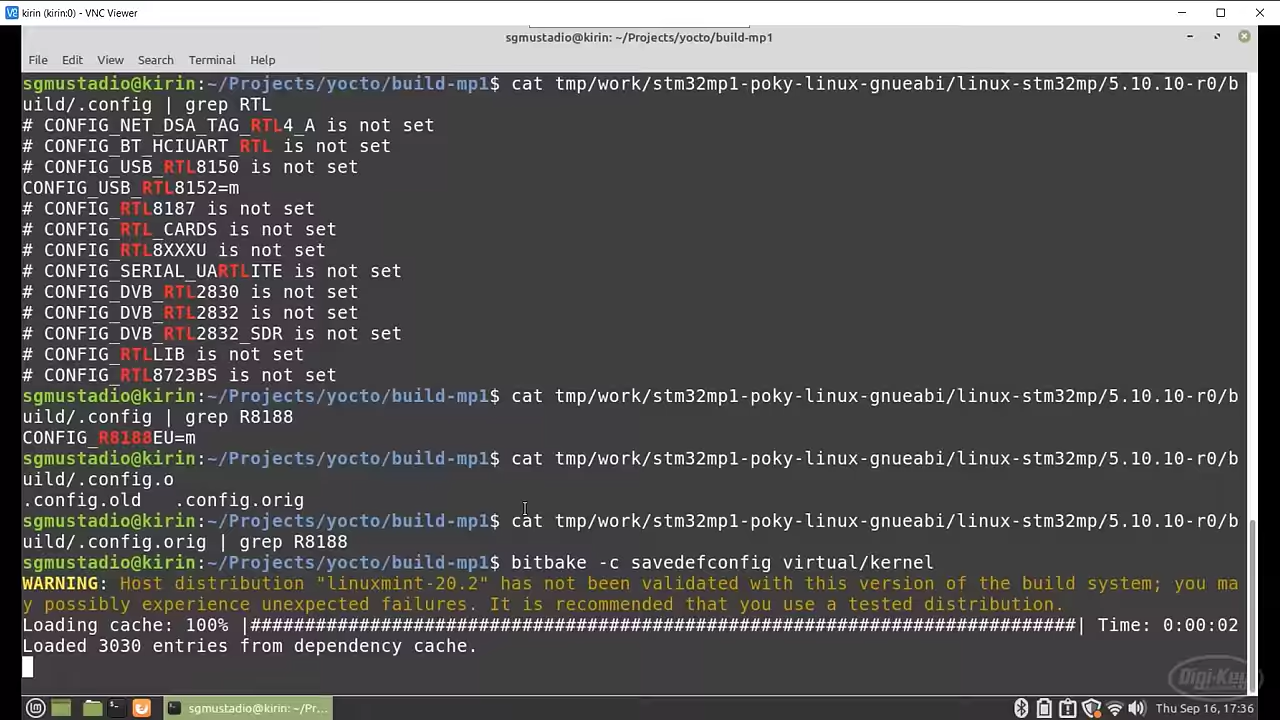 kirin (kirin:0) - VNC Viewer
sgmustadio@kirin: ~/Projects/yocto/build-mp1
File Edit View Search Terminal Help
sgmustadio@kirin:~/Projects/yocto/build-mp1$ cat tmp/work/stm32mp1-poky-linux-gnueabi/linux-stm32mp/5.10.10-r0/b
uild/.config | grep RTL
# CONFIG_NET_DSA_TAG_RTL4_A is not set
# CONFIG_BT_HCIUART_RTL is not set
# CONFIG_USB_RTL8150 is not set
CONFIG_USB_RTL8152=m
# CONFIG_RTL8187 is not set
# CONFIG_RTL_CARDS is not set
# CONFIG_RTL8XXXU is not set
# CONFIG_SERIAL_UARTLITE is not set
# CONFIG_DVB_RTL2830 is not set
# CONFIG_DVB_RTL2832 is not set
# CONFIG_DVB_RTL2832_SDR is not set
# CONFIG_RTLLIB is not set
# CONFIG_RTL8723BS is not set
sgmustadio@kirin:~/Projects/yocto/build-mp1$ cat tmp/work/stm32mp1-poky-linux-gnueabi/linux-stm32mp/5.10.10-r0/b
uild/.config | grep R8188
CONFIG_R8188EU=m
sgmustadio@kirin:~/Projects/yocto/build-mp1$ cat tmp/work/stm32mp1-poky-linux-gnueabi/linux-stm32mp/5.10.10-r0/b
uild/.config.o
.config.old .config.orig
sgmustadio@kirin:~/Projects/yocto/build-mp1$ cat tmp/work/stm32mp1-poky-linux-gnueabi/linux-stm32mp/5.10.10-r0/b
uild/.config.orig | grep R8188
sgmustadio@kirin:~/Projects/yocto/build-mp1$ bitbake -c savedefconfig virtual/kernel
WARNING: Host distribution "linuxmint-20.2" has not been validated with this version of the build system; you ma
y possibly experience unexpected failures. It is recommended that you use a tested distribution.
Loading cache: 100% |############################################################################| Time: 0:00:02
Loaded 3030 entries from dependency cache.
Digi-Key
sgmustadio@kirin: ~/Pr... Thu Sep 16, 17:36